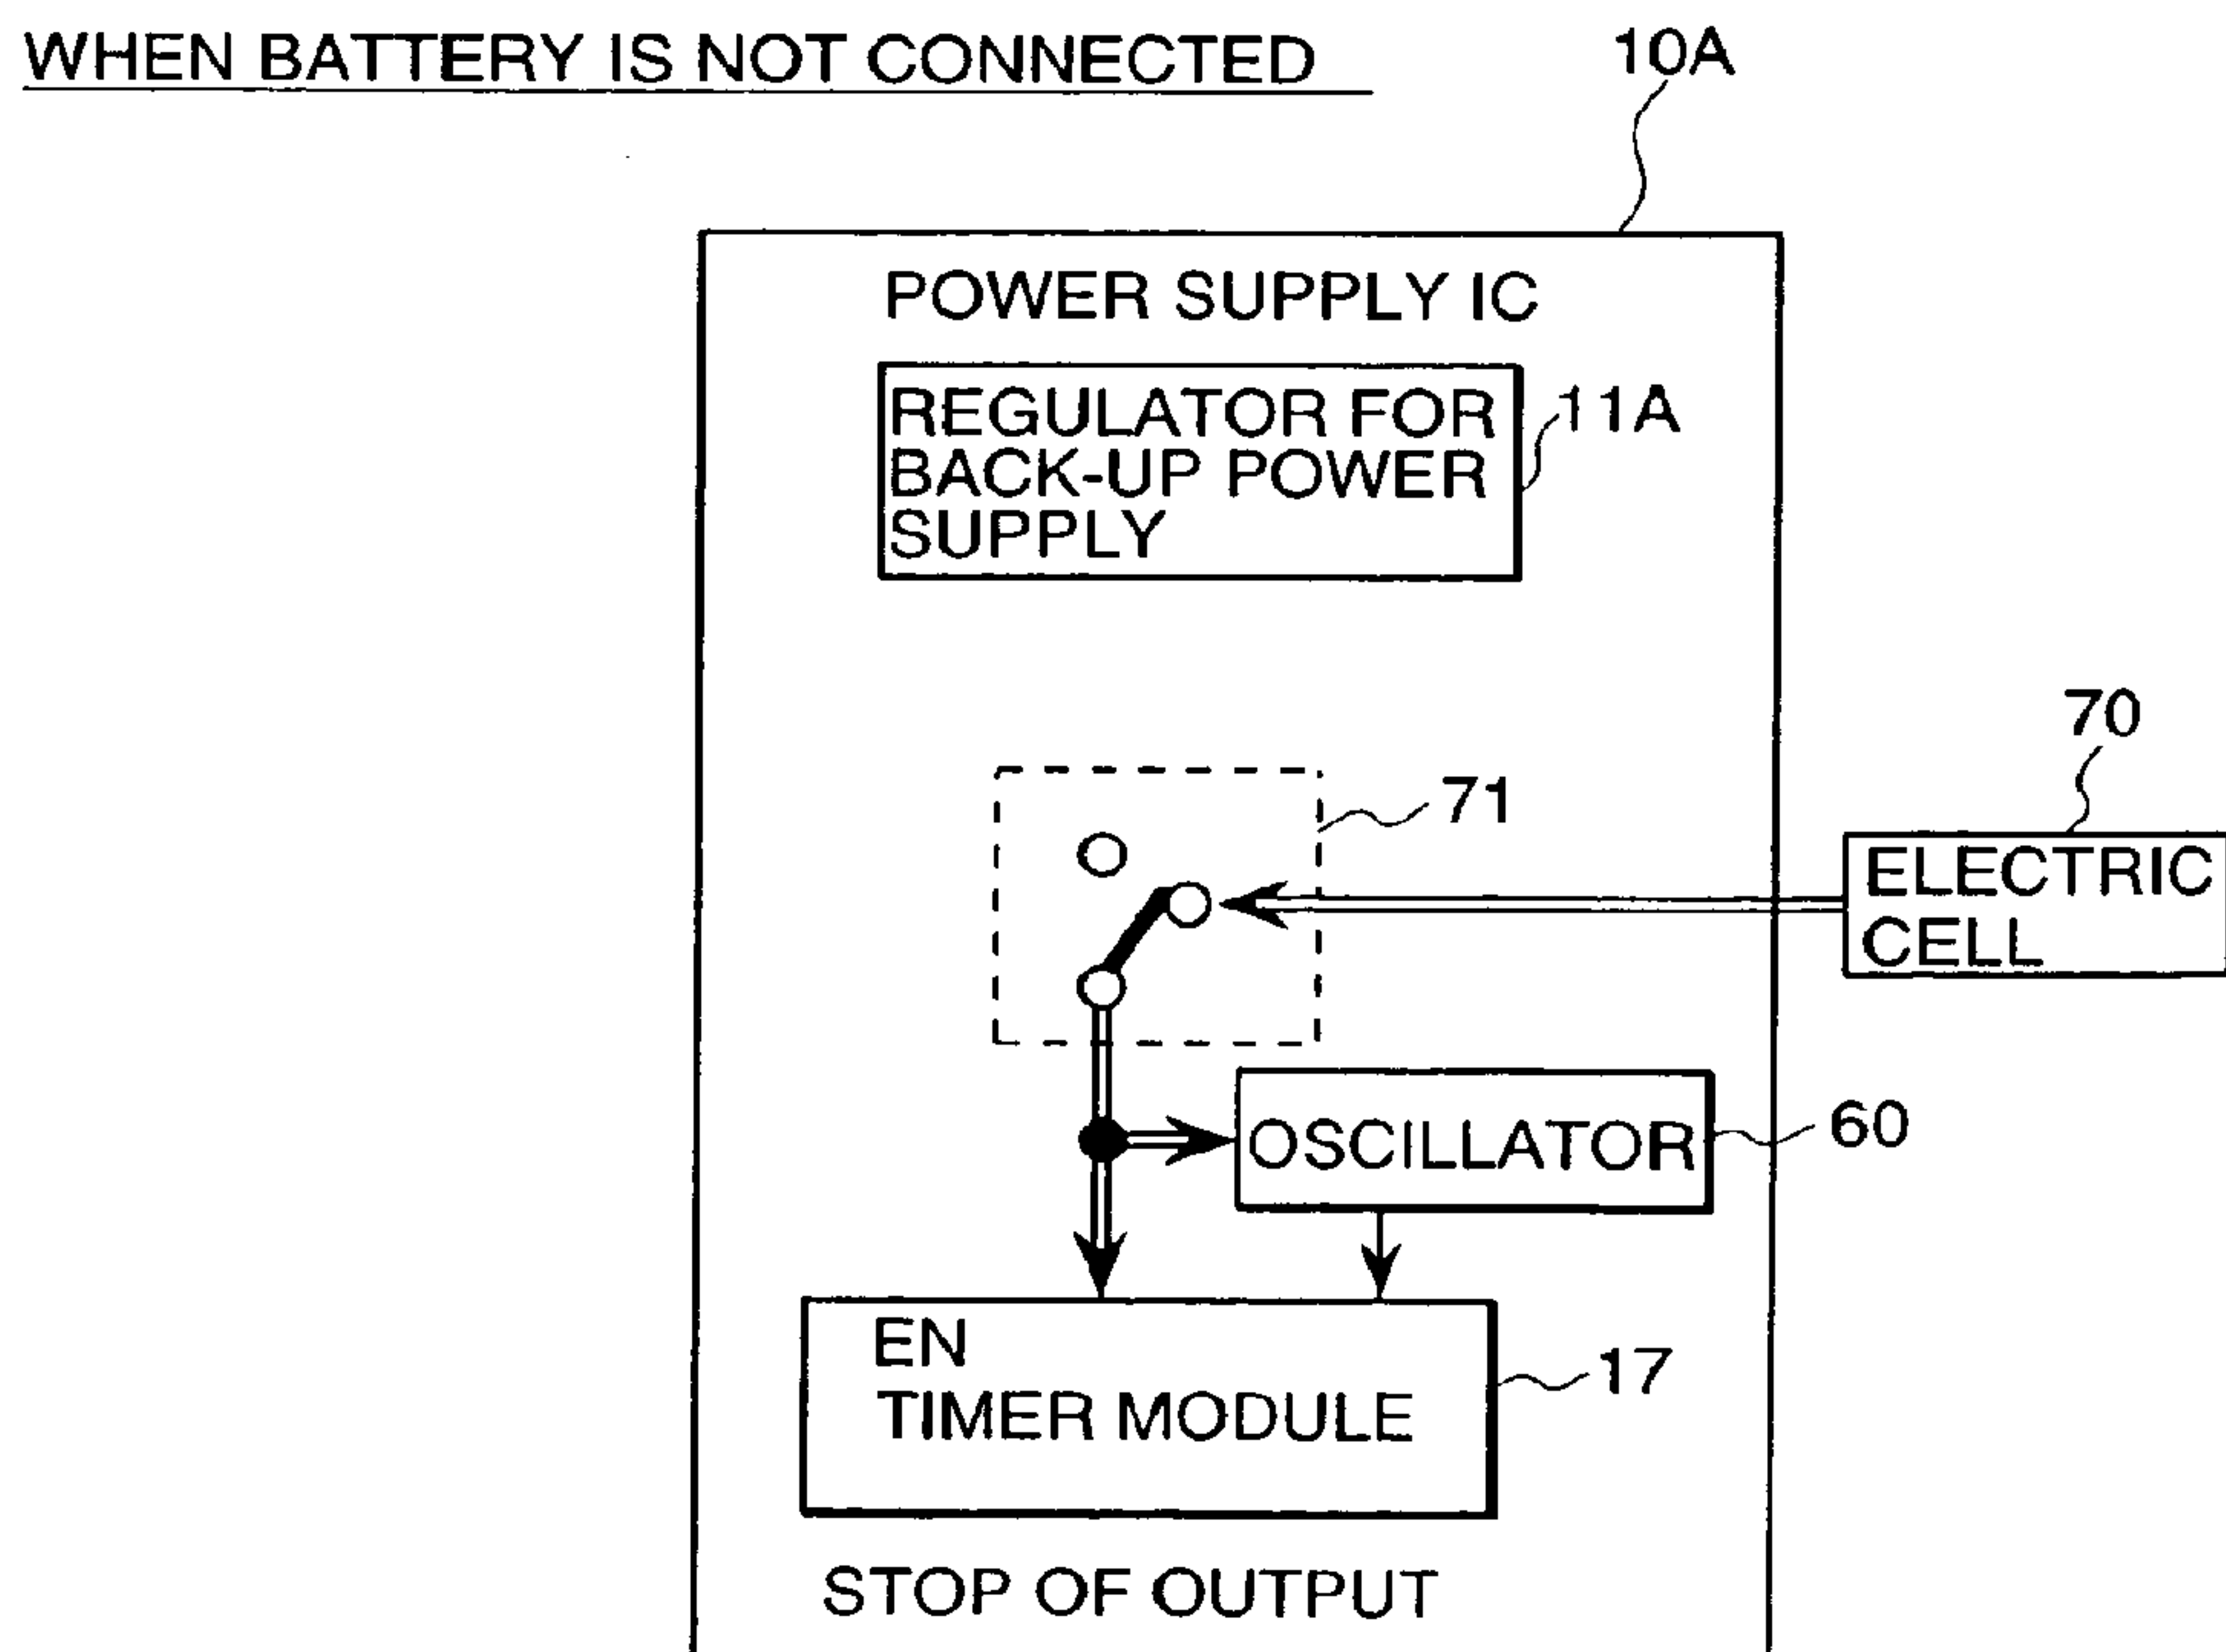 WHEN BATTERY IS NOT CONNECTED
10A
POWER SUPPLY IC
REGULATOR FOR
BACK-UP POWER
SUPPLY
11A
70
71
ELECTRIC
CELL
OSCILLATOR
60
EN
TIMER MODULE
17
STOP OF OUTPUT